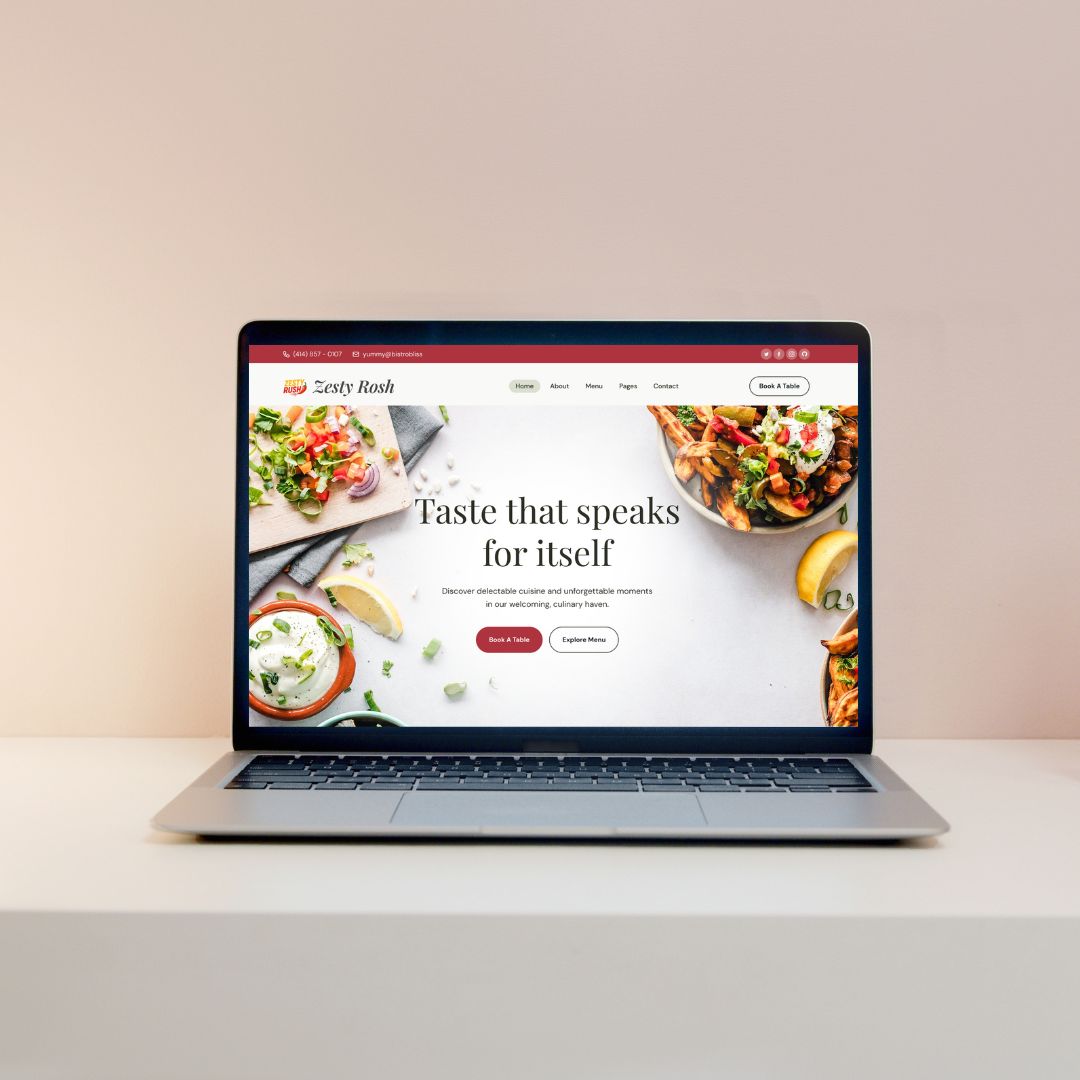 (414) 857 - 0107 yummy@bistrobliss
ZESTY
RUSH
Zesty Rosh
Home About Menu Pages Contact
Book A Table
Taste that speaks
for itself
Discover delectable cuisine and unforgettable moments
in our welcoming, culinary haven.
Book A Table Explore Menu